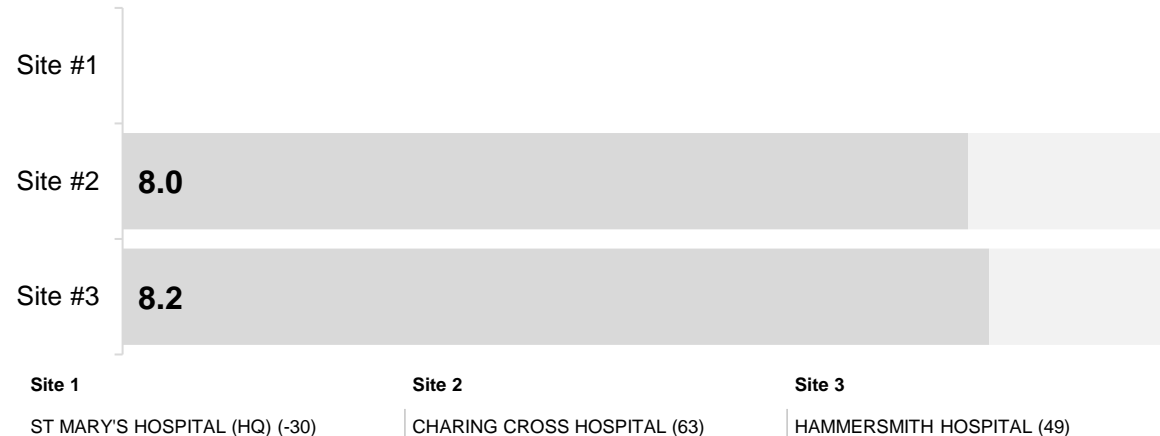 Site #1
Site #2 8.0
Site #3 8.2
Site 1 Site 2 Site 3
ST MARY'S HOSPITAL (HQ) (-30) CHARING CROSS HOSPITAL (63) HAMMERSMITH HOSPITAL (49)